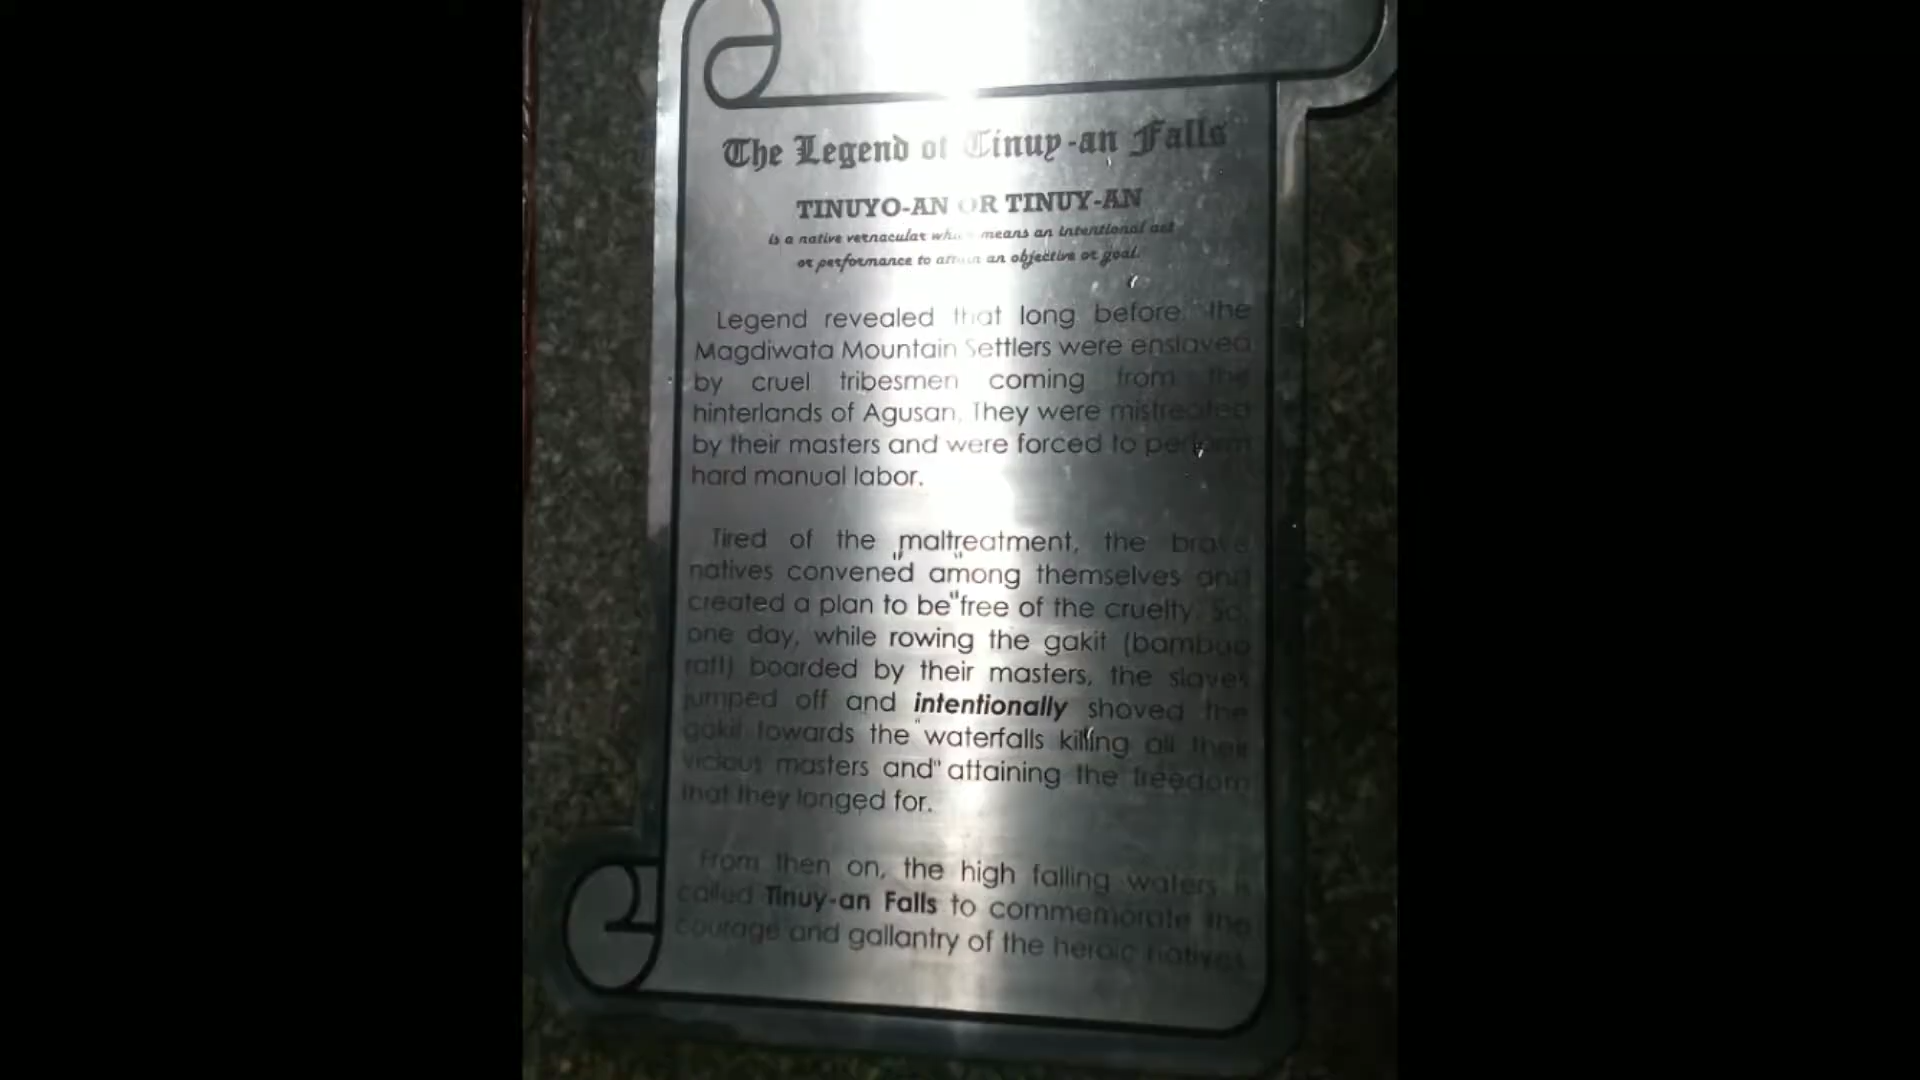 The Legend of Tinuy-an Falls
TINUYO-AN OR TINUY-AN
is a native vernacular which means an intentional act
or performance to attain an objective or goal.
Legend revealed that long before the
Magdiwata Mountain Settlers were enslaved
by cruel tribesmen coming from the
hinterlands of Agusan. They were mistreated
by their masters and were forced to perform
hard manual labor.
Tired of the maltreatment, the brave
natives convened among themselves and
created a plan to be free of the cruelty. So,
one day, while rowing the gakit (bamboo
raft) boarded by their masters, the slaves
jumped off and intentionally shoved the
gakit towards the waterfalls killing all their
vicious masters and attaining the freedom
that they longed for.
From then on, the high falling waters is
called Tinuy-an Falls to commemorate the
courage and gallantry of the heroic natives